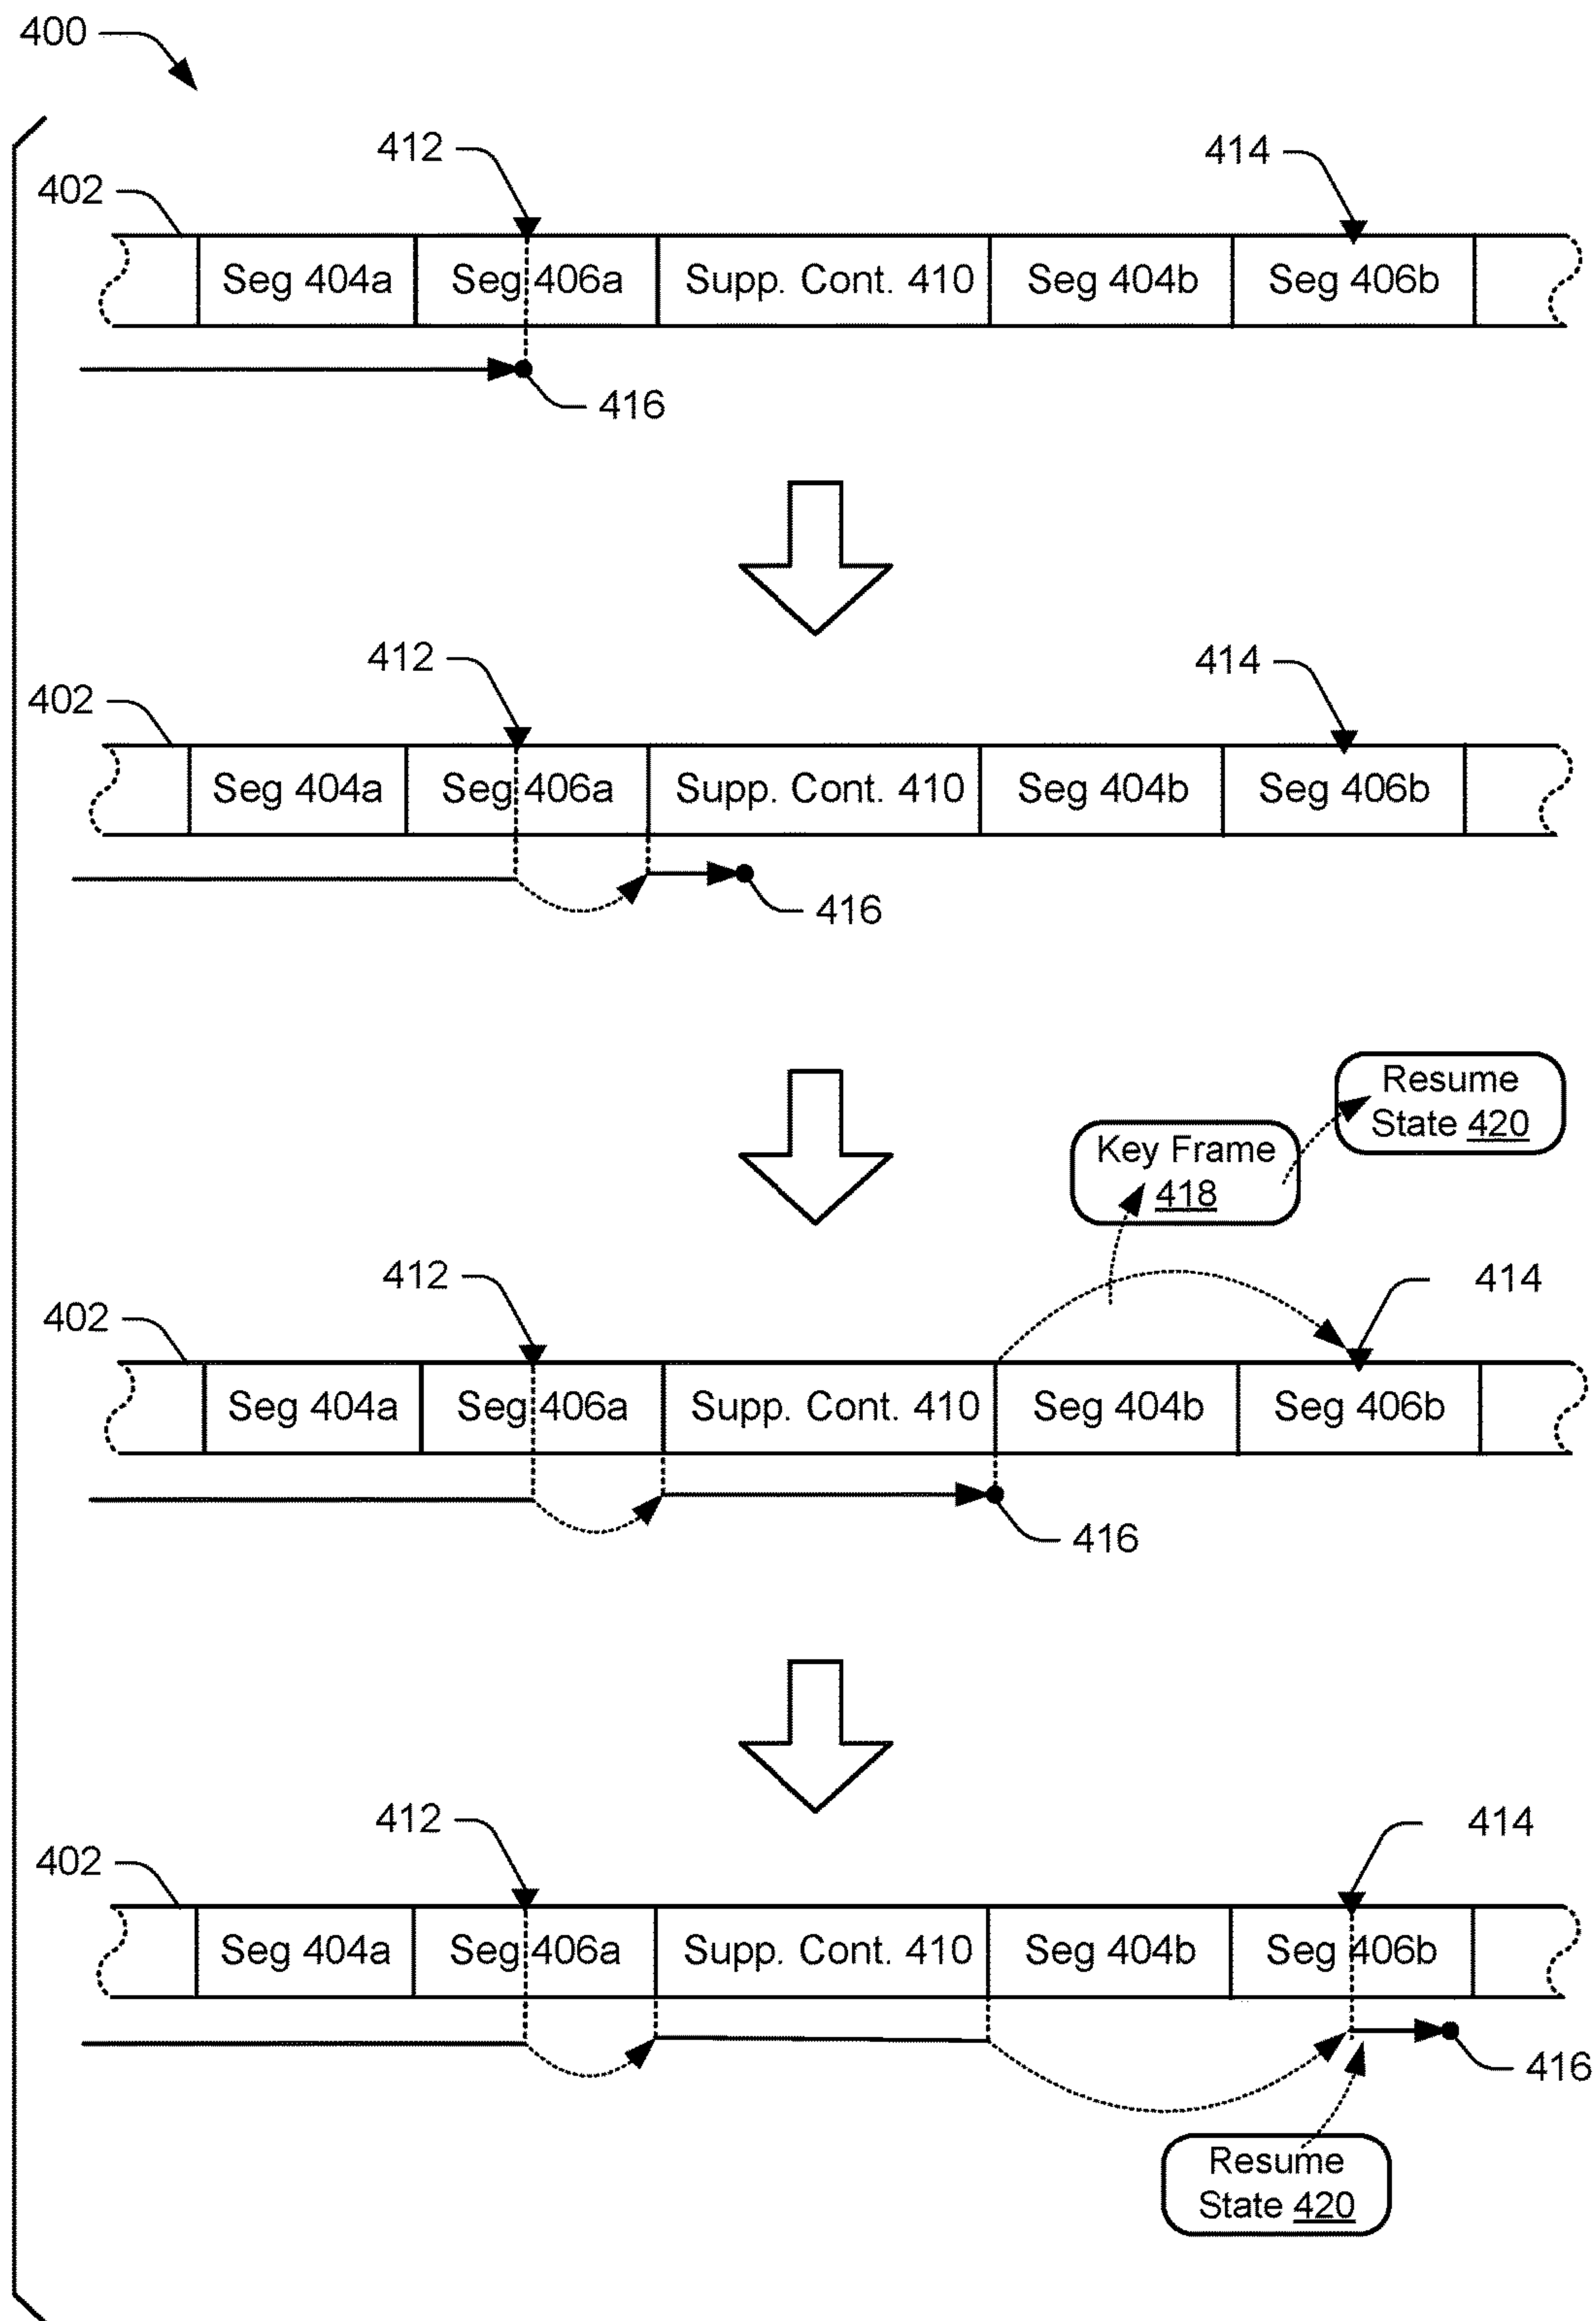 400
412
414
402
Seg 404a
Seg 406a
Supp. Cont. 410
Seg 404b
Seg 406b
416
412
414
402
Seg 404a
Seg 406a
Supp. Cont. 410
Seg 404b
Seg 406b
416
Resume
State 420
Key Frame
418
412
414
402
Seg 404a
Seg 406a
Supp. Cont. 410
Seg 404b
Seg 406b
416
412
414
402
Seg 404a
Seg 406a
Supp. Cont. 410
Seg 404b
Seg 406b
416
Resume
State 420